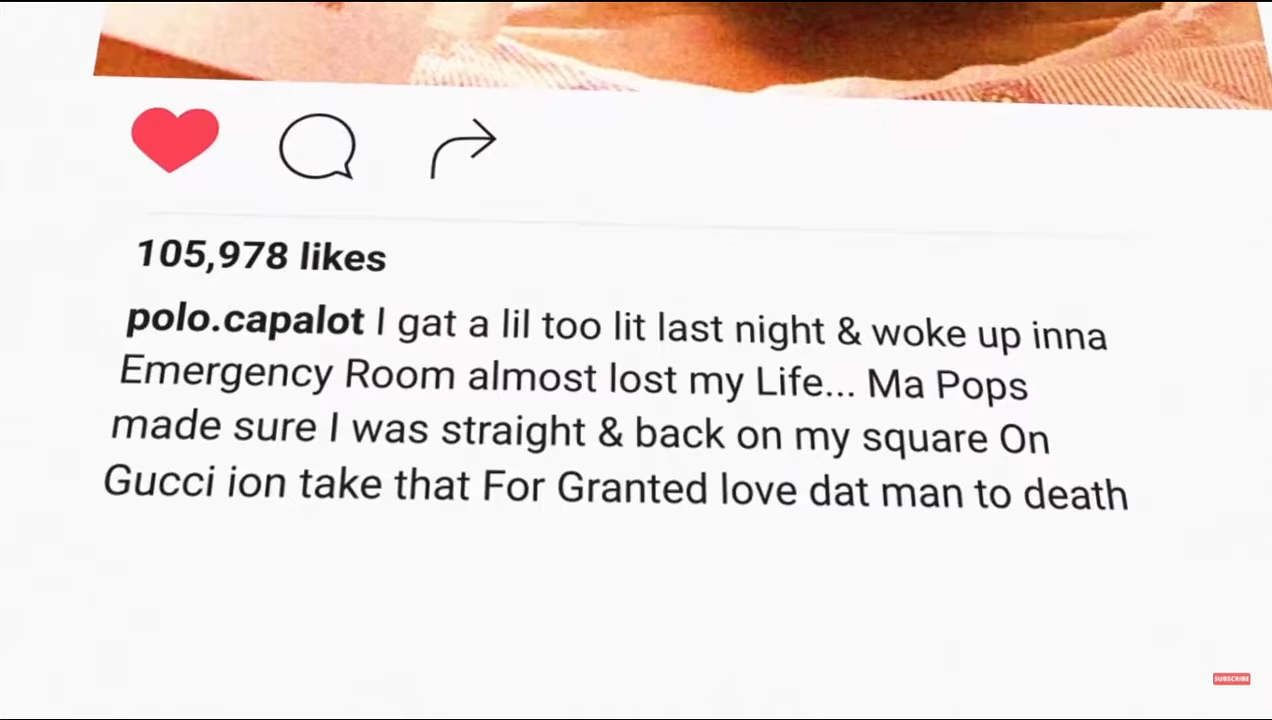 105,978 likes
polo.capalot I gat a lil too lit last night & woke up inna
Emergency Room almost lost my Life... Ma Pops
made sure I was straight & back on my square On
Gucci ion take that For Granted love dat man to death
SUBSCRIBE